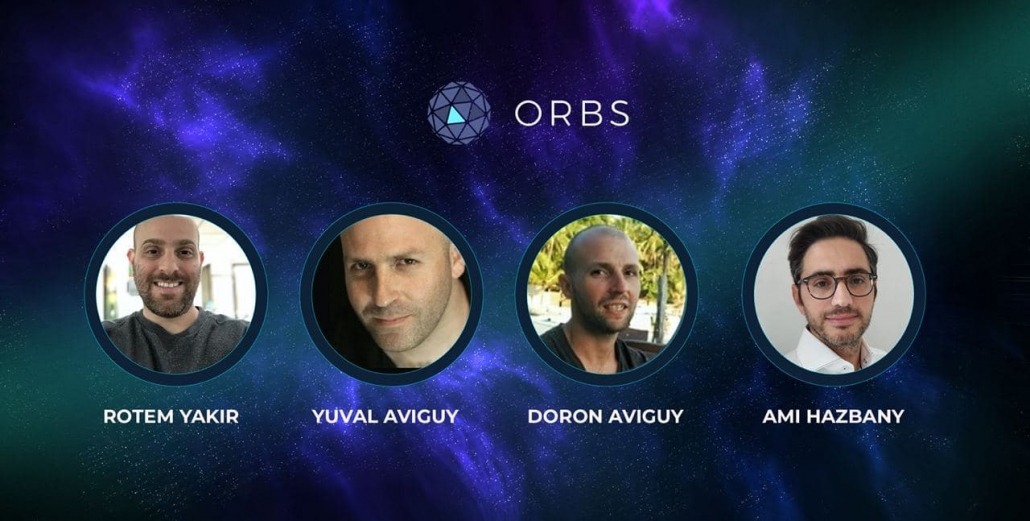 ORBS
ROTEM YAKIR
YUVAL AVIGUY
DORON AVIGUY
AMI HAZBANY